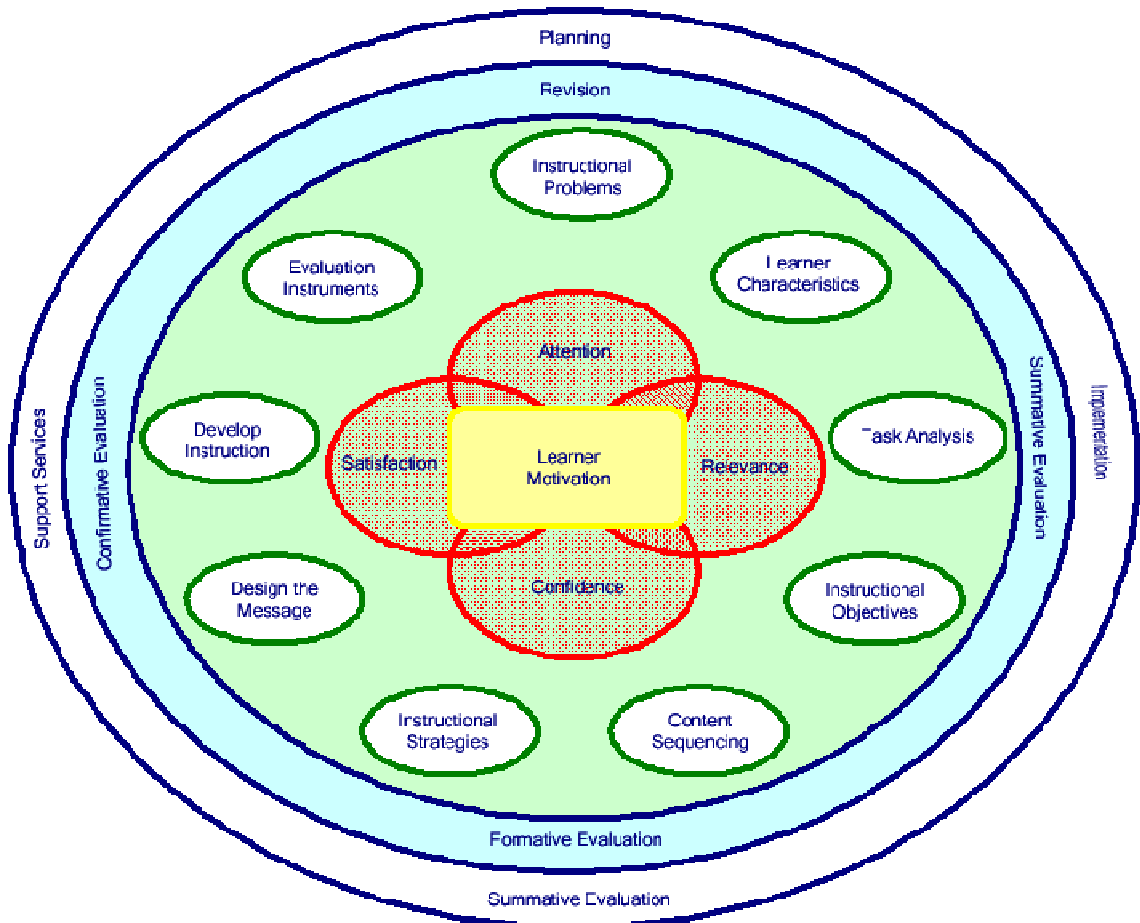 Planning
Revision
Instructional
Problems
Evaluation
Instruments
Learner
Characteristics
Attention
Support Services
Confirmative Evaluation
Develop
Instruction
Satisfaction
Learner
Motivation
Relevance
Task Analysis
Summative Evaluation
Impementation
Design the
Message
Confidence
Instructional
Objectives
Instructional
Strategies
Content
Sequencing
Formative Evaluation
Summative Evaluation